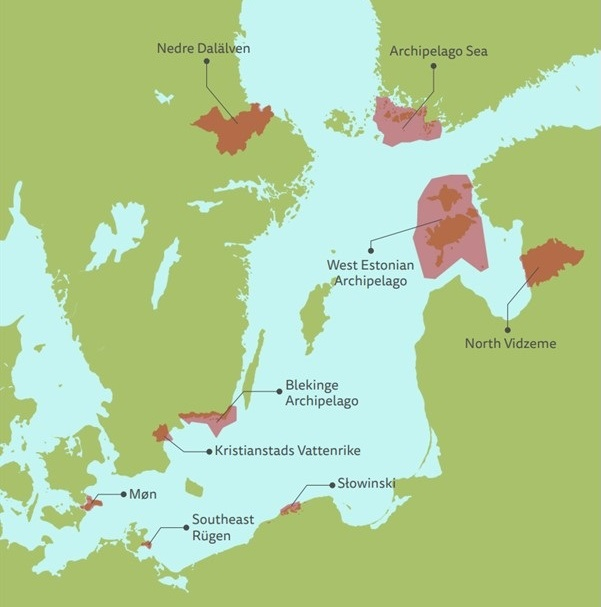 Nedre Dalälven
Archipelago Sea
West Estonian
Archipelago
North Vidzeme
Blekinge
Archipelago
Kristianstads Vattenrike
Słowinski
Møn
Southeast
Rügen